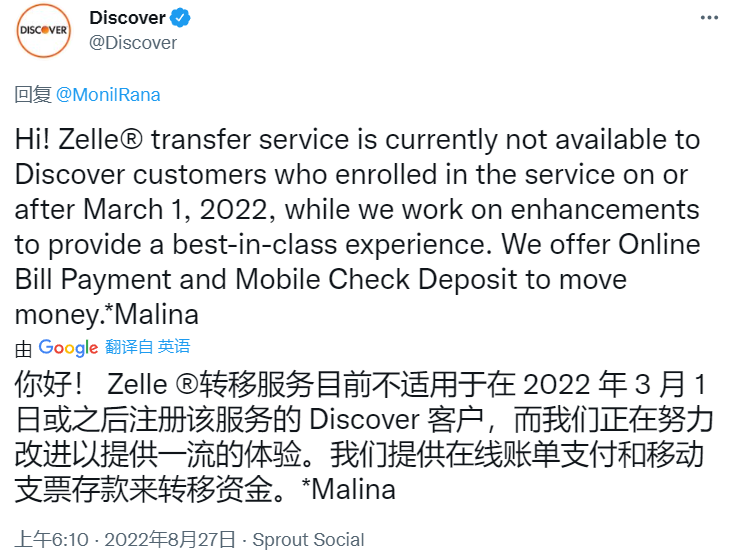 DISCOVER
Discover
@Discover
回复 @MonilRana
Hi! Zelle® transfer service is currently not available to
Discover customers who enrolled in the service on or
after March 1, 2022, while we work on enhancements
to provide a best-in-class experience. We offer Online
Bill Payment and Mobile Check Deposit to move
money.*Malina
由 Google 翻译自 英语
你好！ Zelle ®转移服务目前不适用于在 2022 年 3 月 1
日或之后注册该服务的 Discover 客户，而我们正在努力
改进以提供一流的体验。我们提供在线账单支付和移动
支票存款来转移资金。*Malina
上午6:10 · 2022年8月27日 · Sprout Social